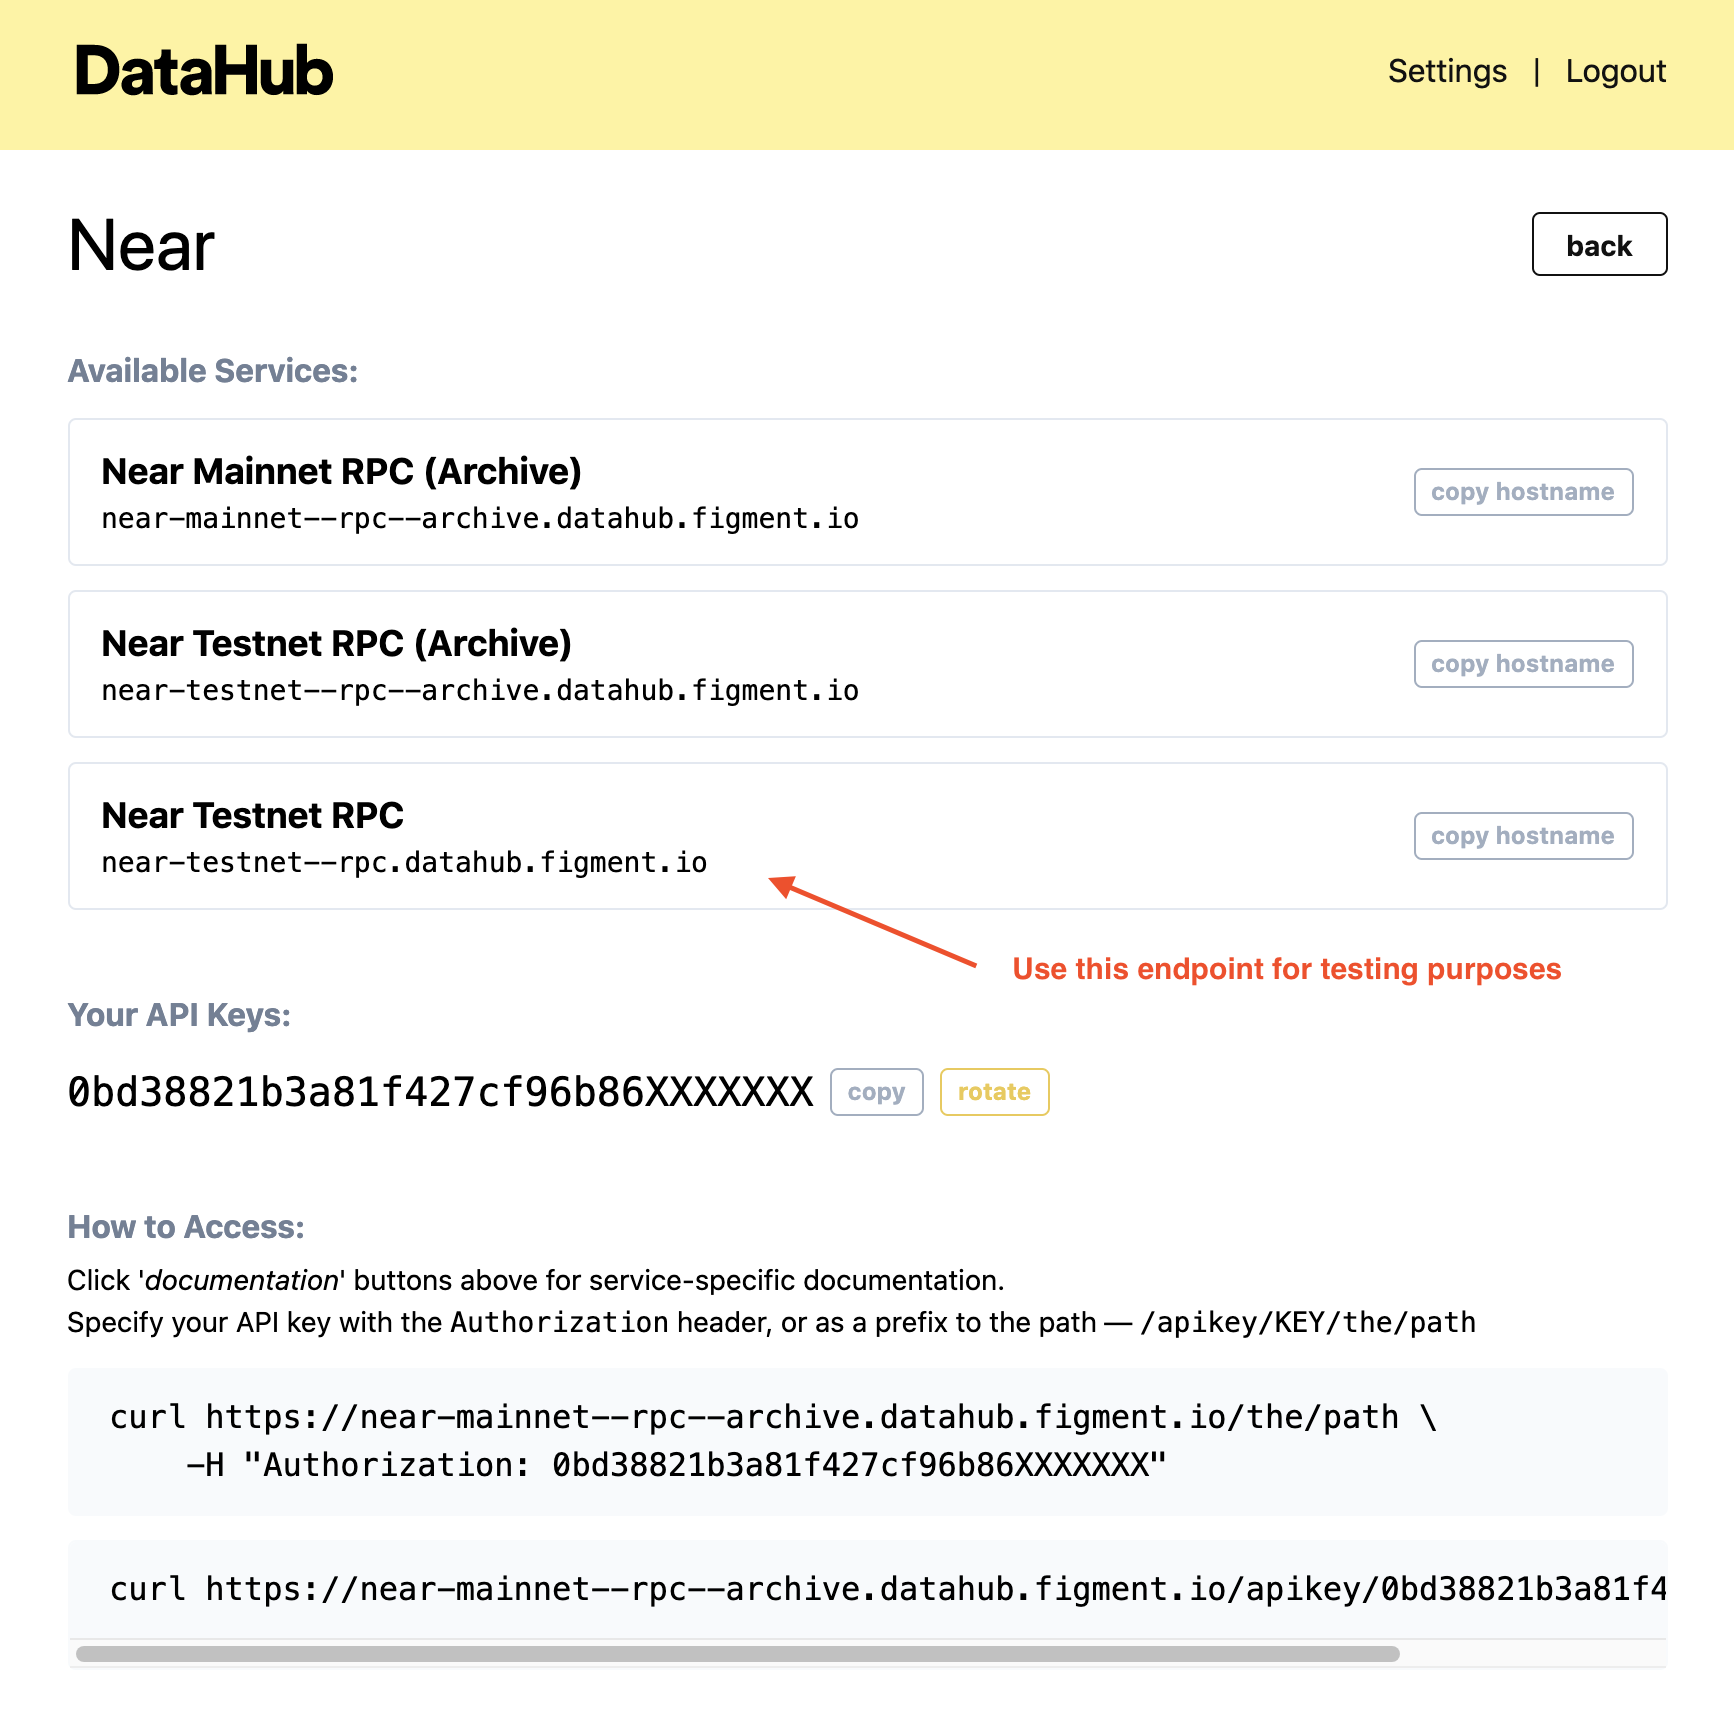 DataHub
Settings | Logout
Near
back
Available Services:
Near Mainnet RPC (Archive)
near-mainnet--rpc--archive.datahub.figment.io
copy hostname
Near Testnet RPC (Archive)
near-testnet--rpc--archive.datahub.figment.io
copy hostname
Near Testnet RPC
near-testnet--rpc.datahub.figment.io
copy hostname
Use this endpoint for testing purposes
Your API Keys:
0bd38821b3a81f427cf96b86XXXXXXX copy rotate
How to Access:
Click 'documentation' buttons above for service-specific documentation.
Specify your API key with the Authorization header, or as a prefix to the path — /apikey/KEY/the/path
curl https://near-mainnet--rpc--archive.datahub.figment.io/the/path \
-H "Authorization: 0bd38821b3a81f427cf96b86XXXXXXX"
curl https://near-mainnet--rpc--archive.datahub.figment.io/apikey/0bd38821b3a81f4